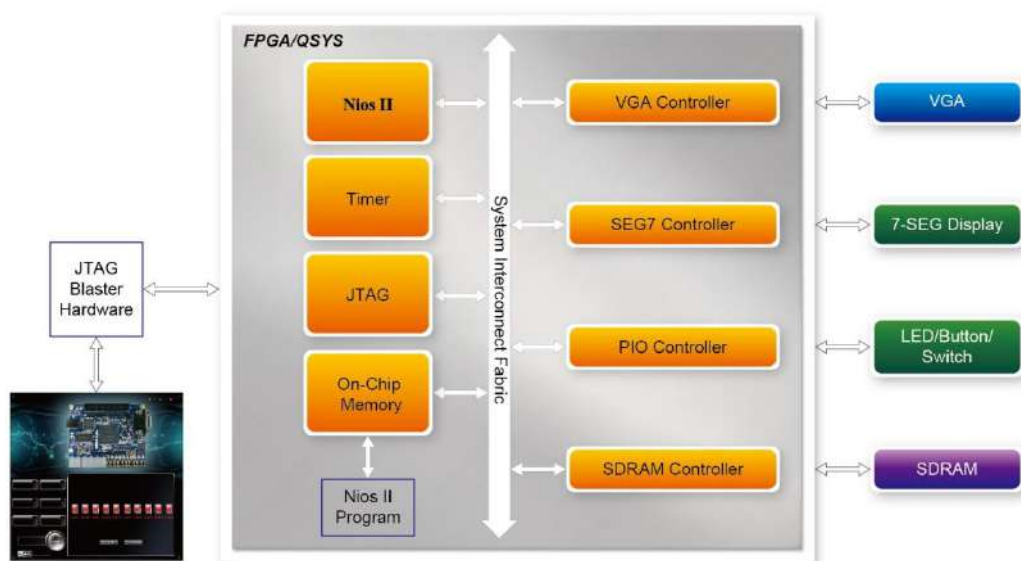 FPGA/QSYS
Nios II
Timer
JTAG
On-Chip
Memory
Nios II
Program
System Interconnect Fabric
VGA Controller
SEG7 Controller
PIO Controller
SDRAM Controller
VGA
7-SEG Display
LED/Button/
Switch
SDRAM
JTAG
Blaster
Hardware